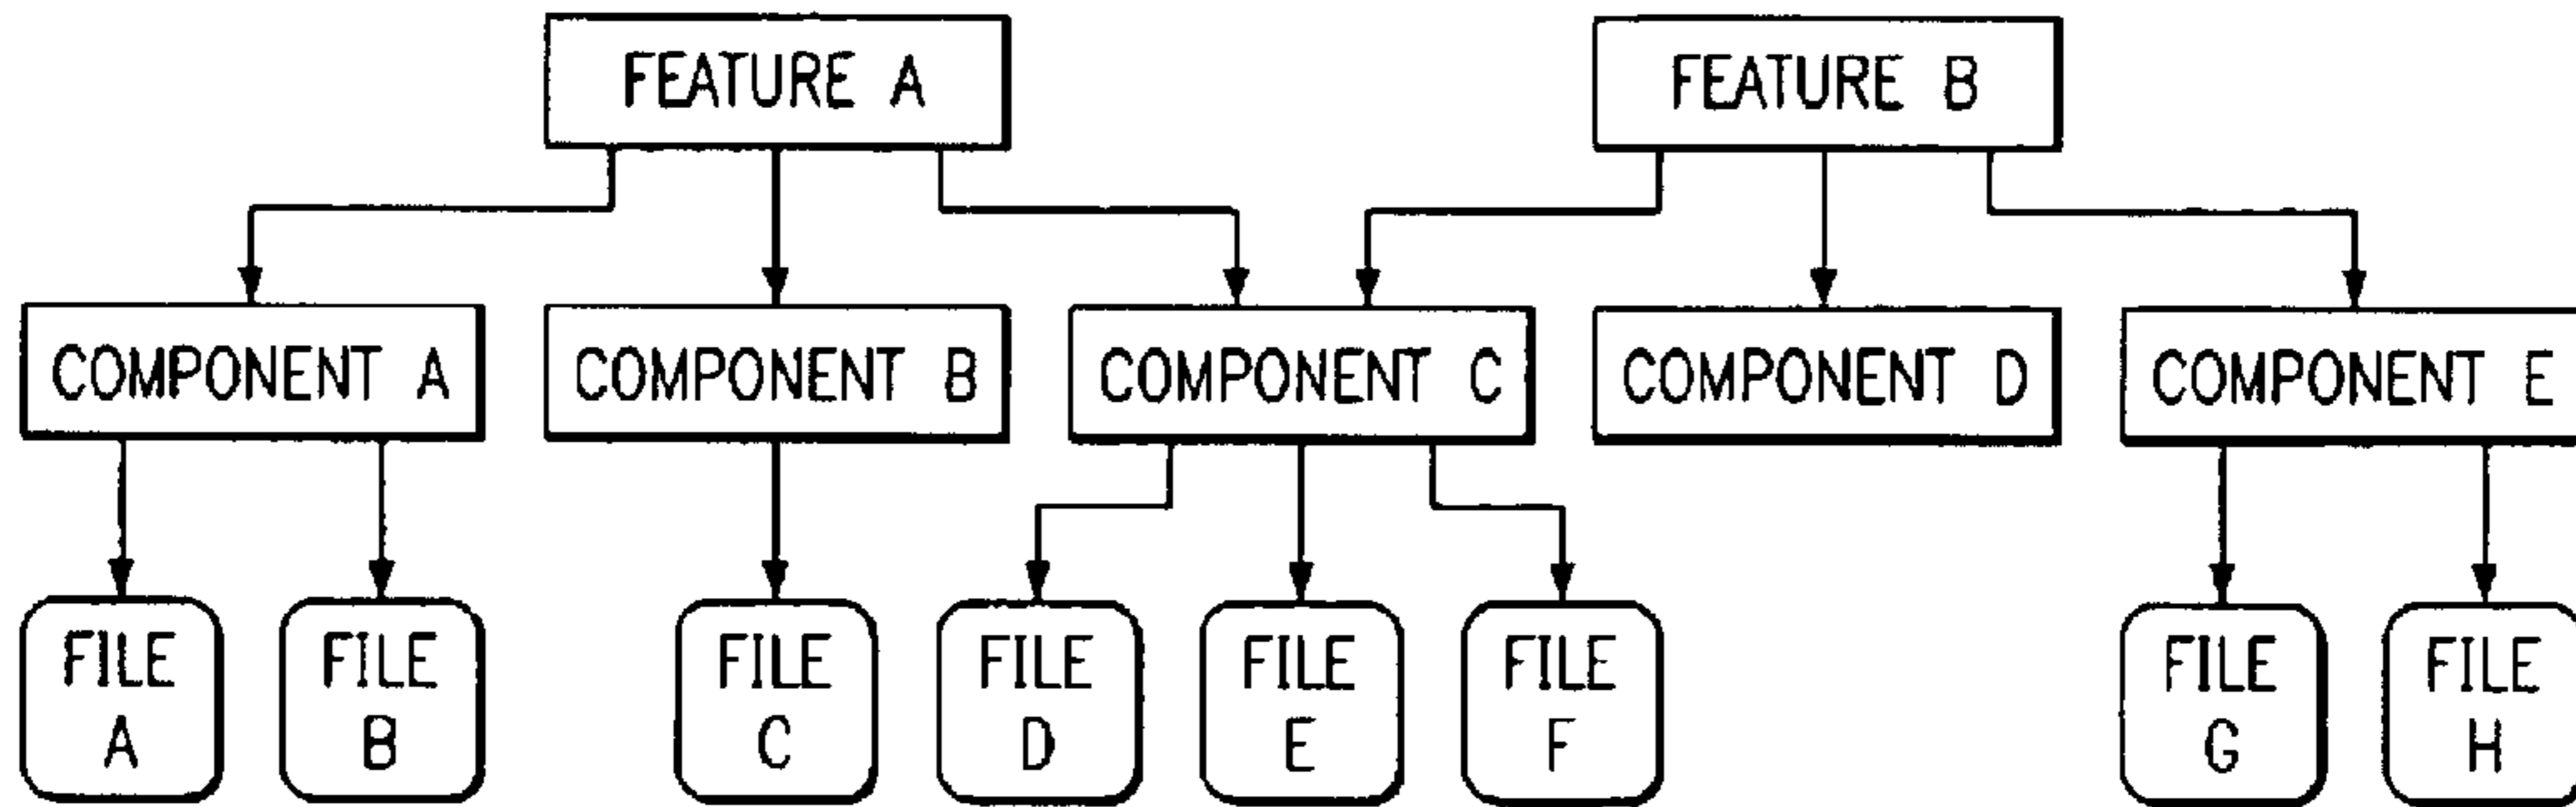 FEATURE A
FEATURE B
COMPONENT A
COMPONENT B
COMPONENT C
COMPONENT D
COMPONENT E
FILE
A
FILE
B
FILE
C
FILE
D
FILE
E
FILE
F
FILE
G
FILE
H